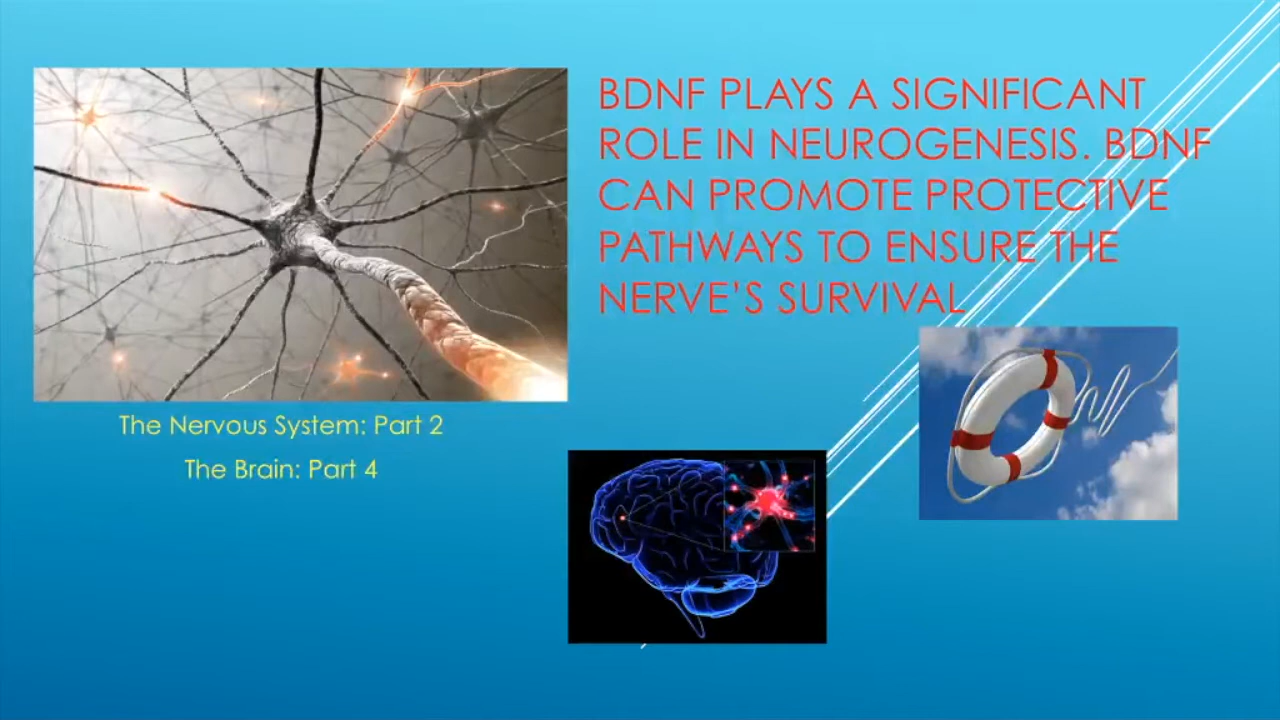 BDNF PLAYS A SIGNIFICANT
ROLE IN NEUROGENESIS. BDNF
CAN PROMOTE PROTECTIVE
PATHWAYS TO ENSURE THE
NERVE'S SURVIVAL
The Nervous System: Part 2
The Brain: Part 4